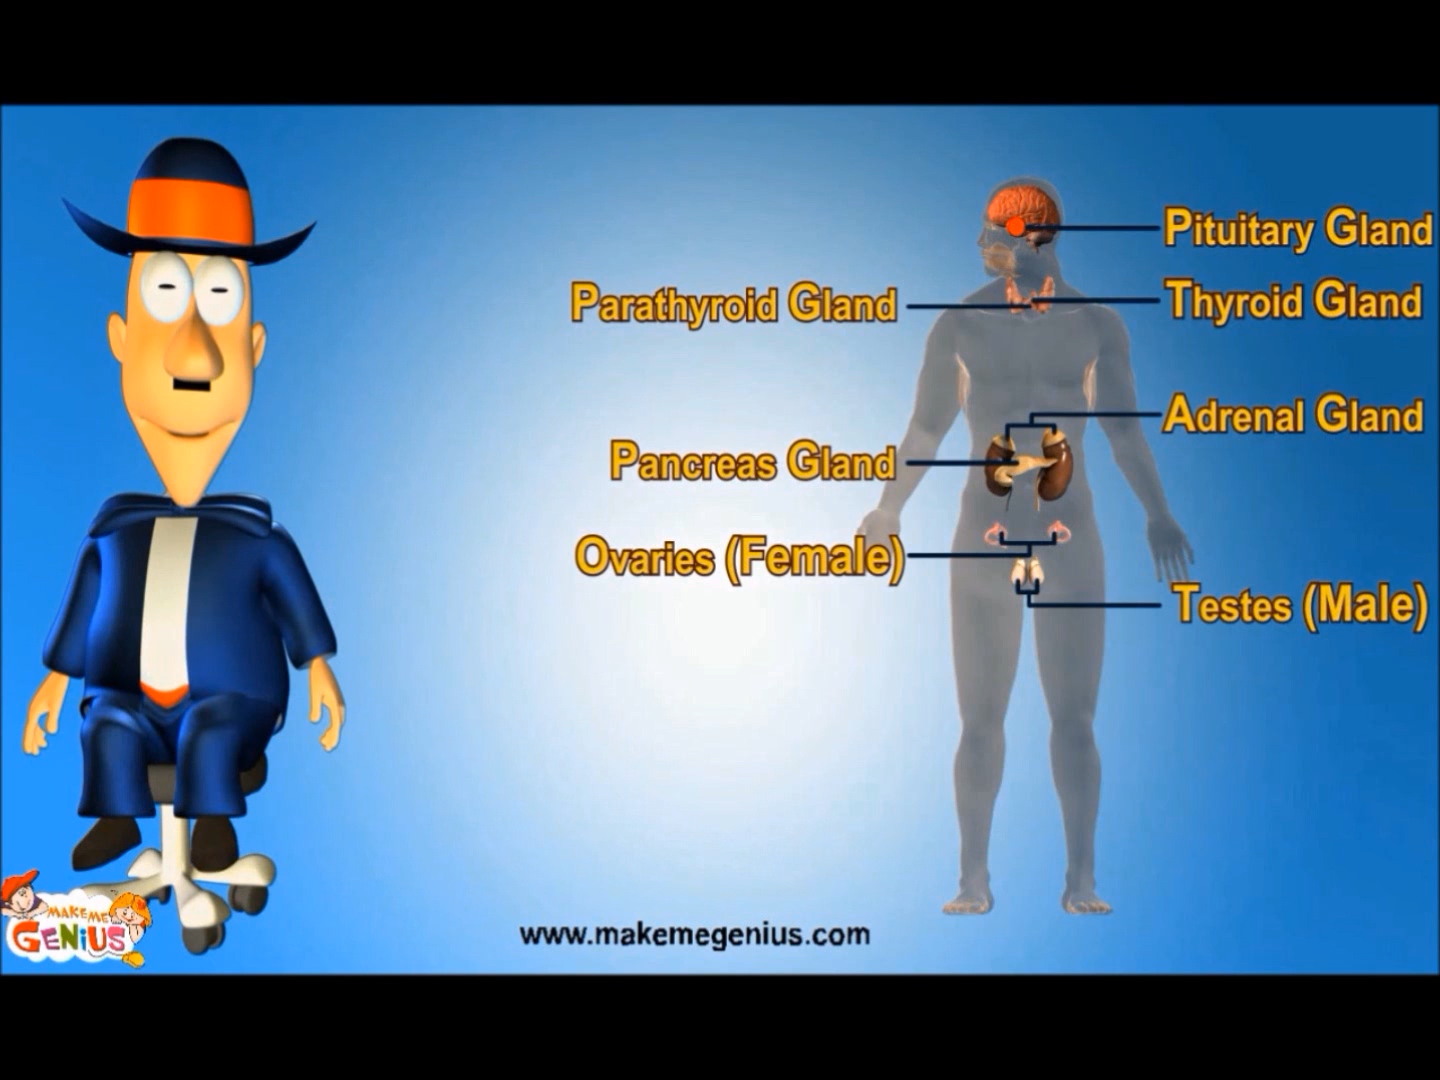 Pituitary Gland
Parathyroid Gland
Thyroid Gland
Adrenal Gland
Pancreas Gland
Ovaries (Female)
Testes (Male)
MAKE ME
GENiUS
www.makemegenius.com